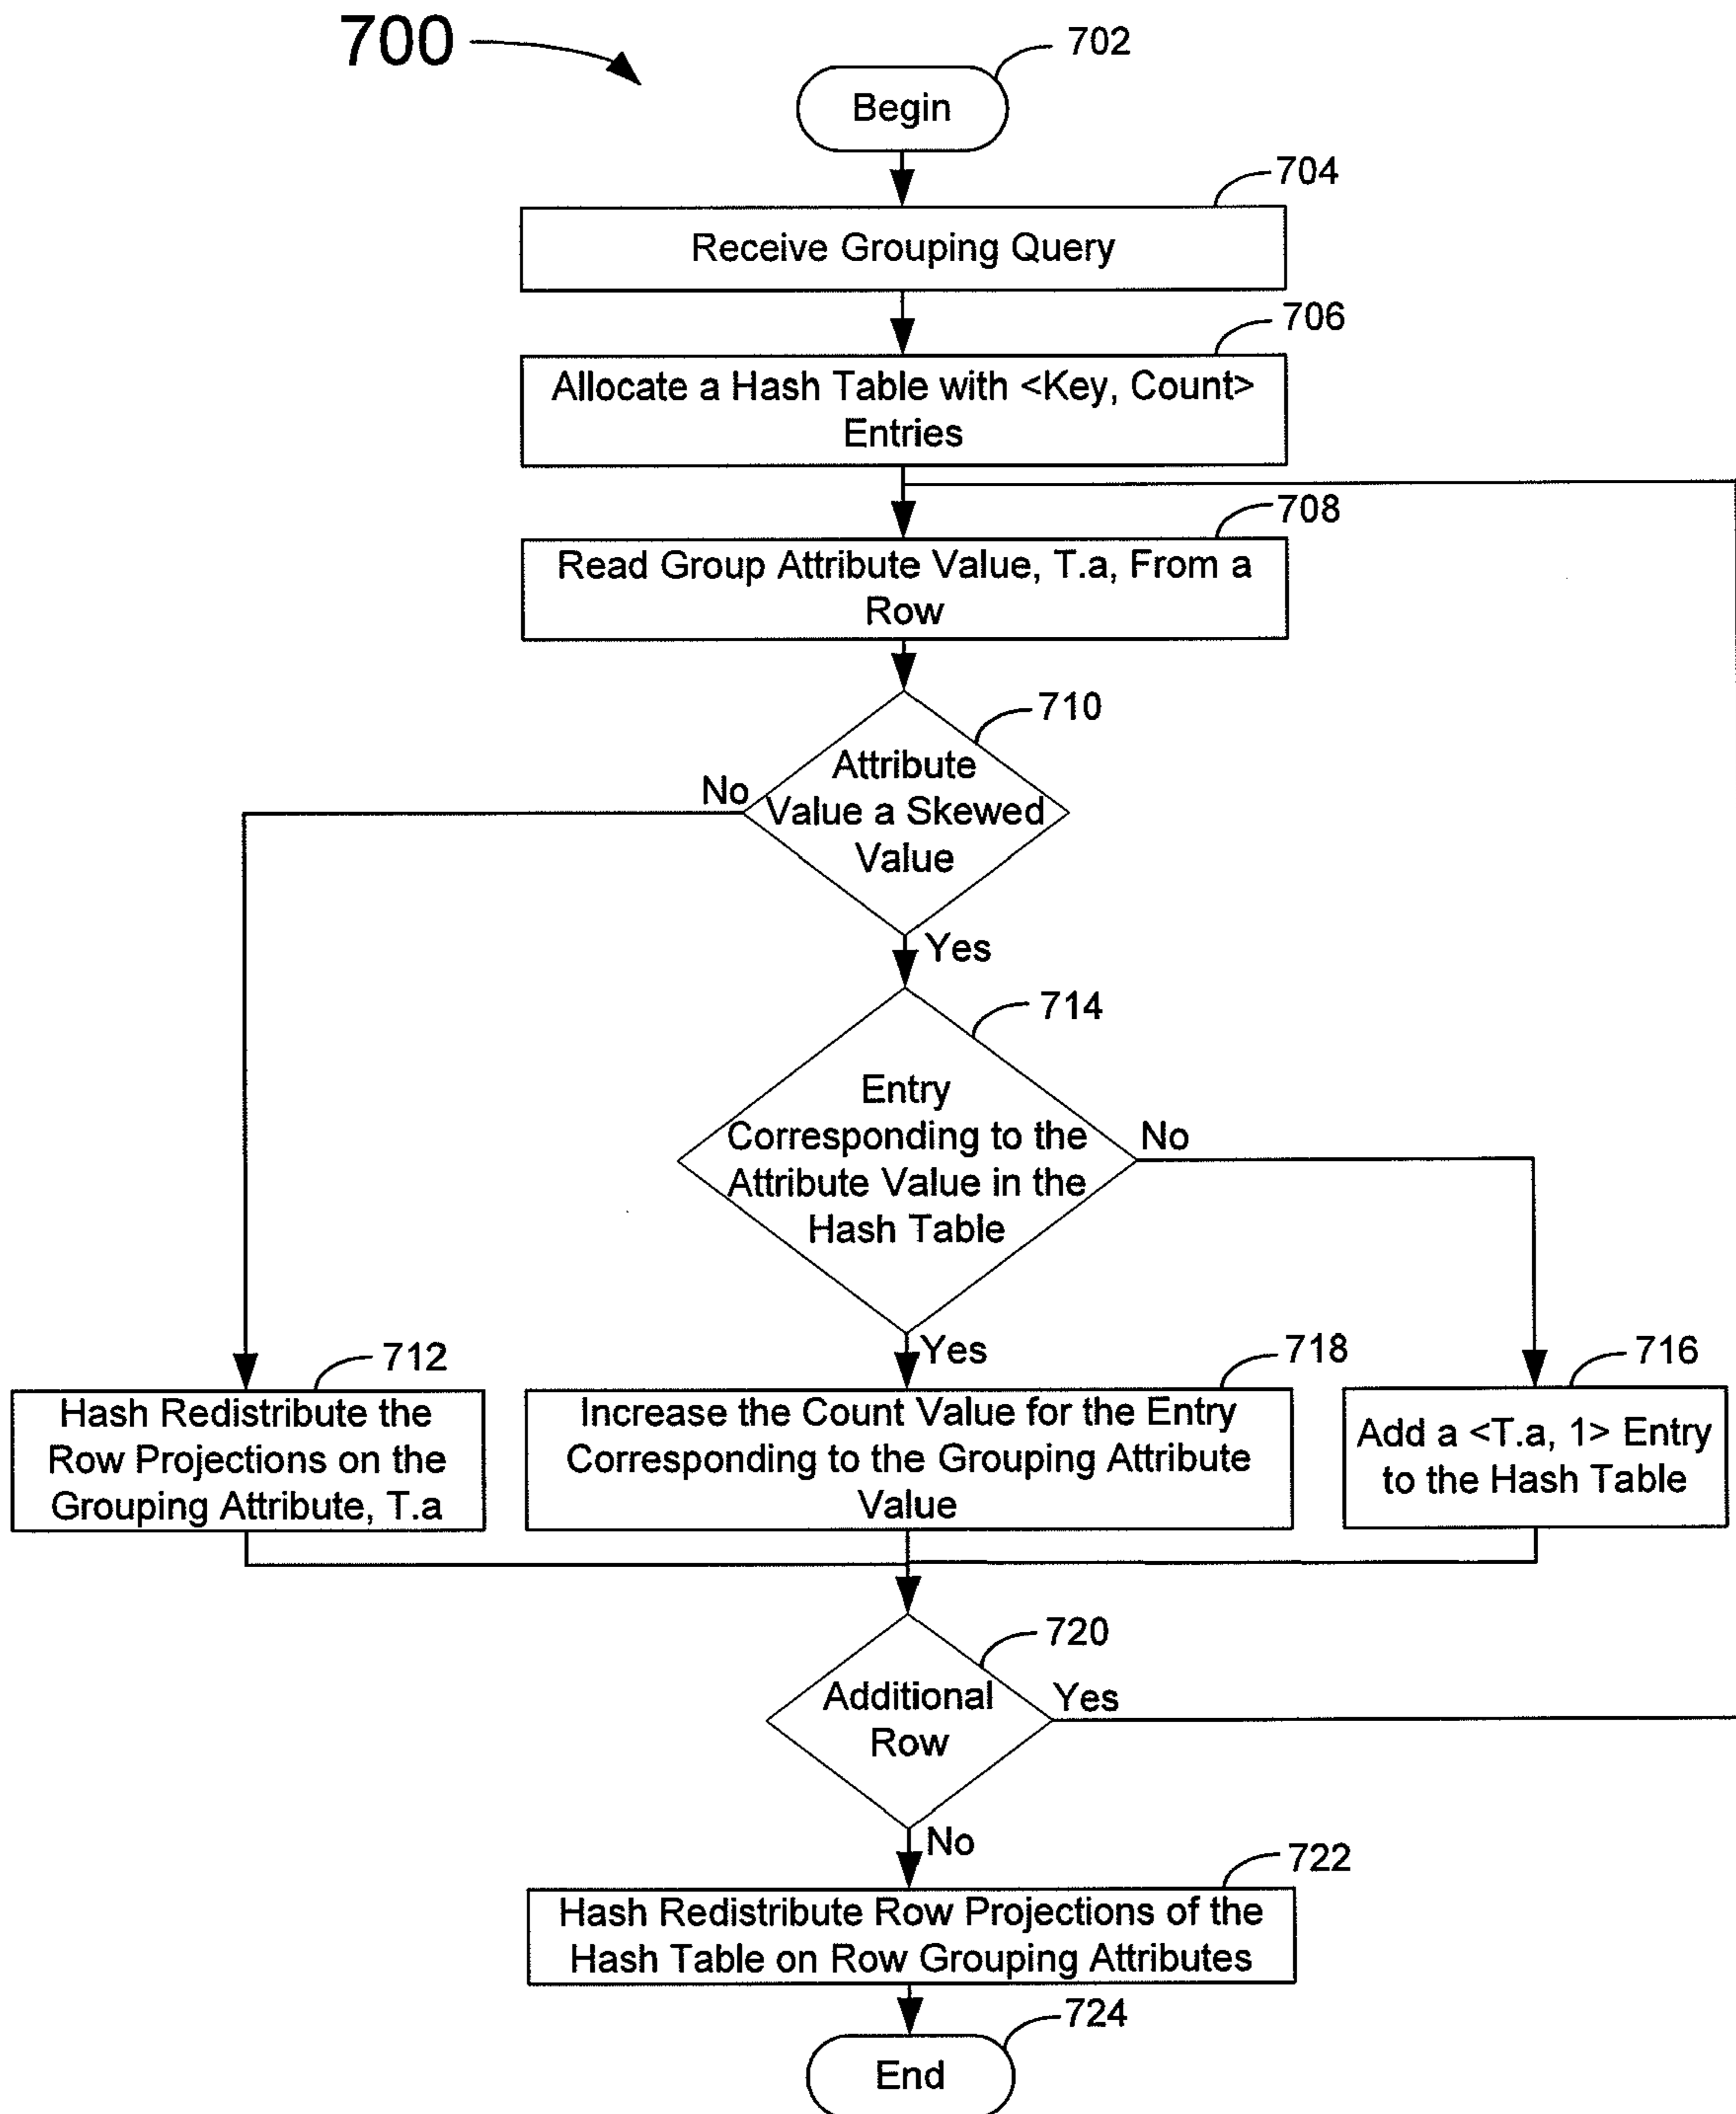 700
702
Begin
704
Receive Grouping Query
706
Allocate a Hash Table with <Key, Count>
Entries
708
Read Group Attribute Value, T.a, From a
Row
710
Attribute
Value a Skewed
Value
No
Yes
714
Entry
Corresponding to the
Attribute Value in the
Hash Table
No
Yes
712
Hash Redistribute the
Row Projections on the
Grouping Attribute, T.a
718
Increase the Count Value for the Entry
Corresponding to the Grouping Attribute
Value
716
Add a <T.a, 1> Entry
to the Hash Table
720
Additional
Row
Yes
No
722
Hash Redistribute Row Projections of the
Hash Table on Row Grouping Attributes
724
End